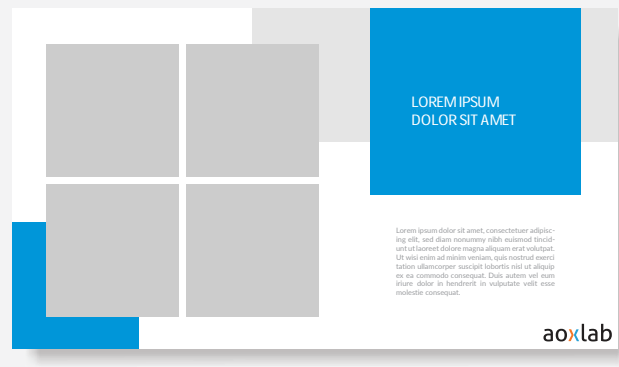 LOREM IPSUM
DOLOR SIT AMET
Lorem ipsum dolor sit amet, consectetuer adipisc-
ing elit, sed diam nonummy nibh euismod tincid-
unt ut laoreet dolore magna aliquam erat volutpat.
Ut wisi enim ad minim veniam, quis nostrud exerci
tation ullamcorper suscipit lobortis nisl ut aliquip
ex ea commodo consequat. Duis autem vel eum
iriure dolor in hendrerit in vulputate velit esse
molestie consequat.
aoxlab